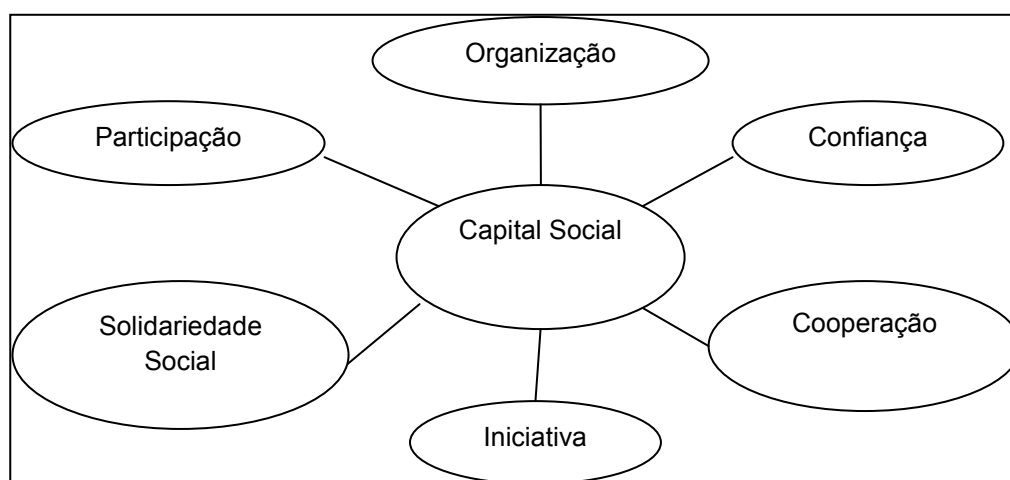 Organização
Participação
Confiança
Capital Social
Solidariedade
Social
Cooperação
Iniciativa